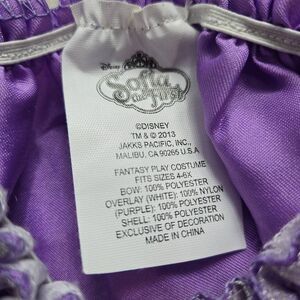 Disney
Sofia
the First
©DISNEY
TM & © 2013
JAKKS PACIFIC, INC.,
MALIBU, CA 90265 U.S.A
FANTASY PLAY COSTUME
FITS SIZES 4-6X
BOW: 100% POLYESTER
OVERLAY (WHITE): 100% NYLON
(PURPLE): 100% POLYESTER
SHELL: 100% POLYESTER
EXCLUSIVE OF DECORATION
MADE IN CHINA